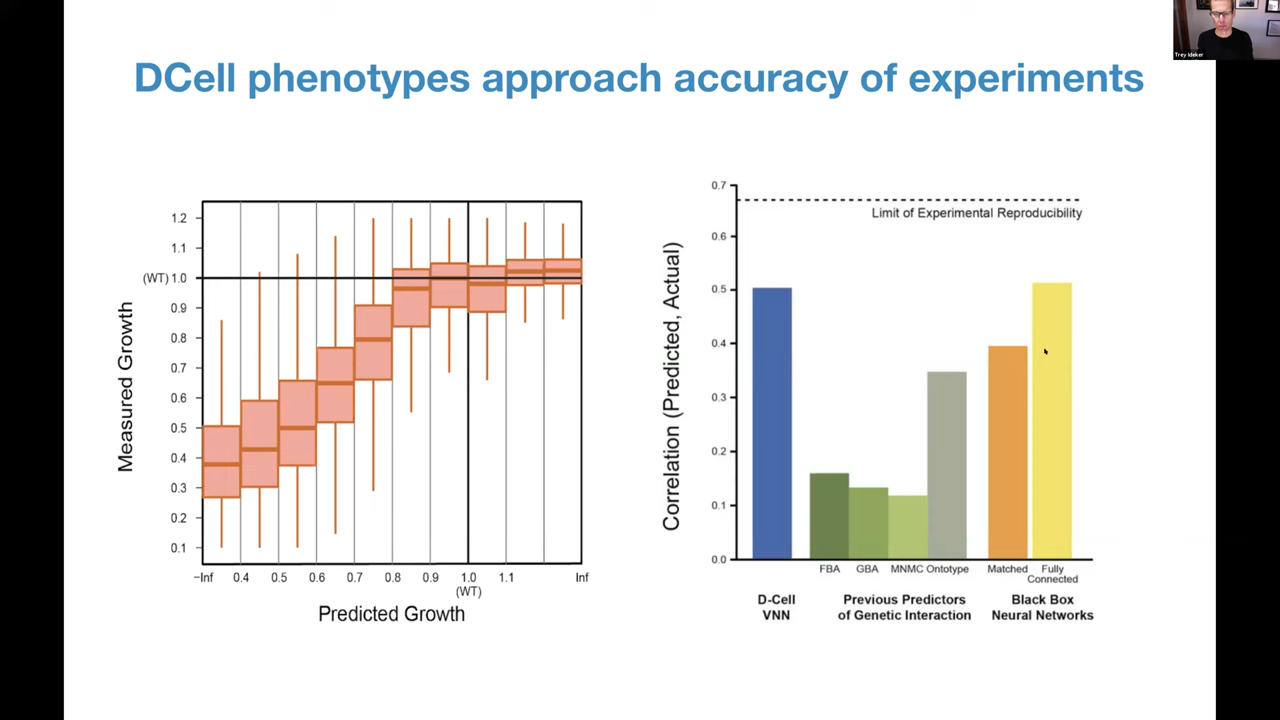 Trey Ideker
DCell phenotypes approach accuracy of experiments
Measured Growth
1.2
1.1
(WT) 1.0
0.9
0.8
0.7
0.6
0.5
0.4
0.3
0.2
0.1
−Inf 0.4 0.5 0.6 0.7 0.8 0.9 1.0 1.1 Inf
(WT)
Predicted Growth
Correlation (Predicted, Actual)
0.7
0.6
0.5
0.4
0.3
0.2
0.1
0.0
Limit of Experimental Reproducibility
FBA GBA MNMC Ontotype Matched Fully
Connected
D-Cell
VNN
Previous Predictors
of Genetic Interaction
Black Box
Neural Networks